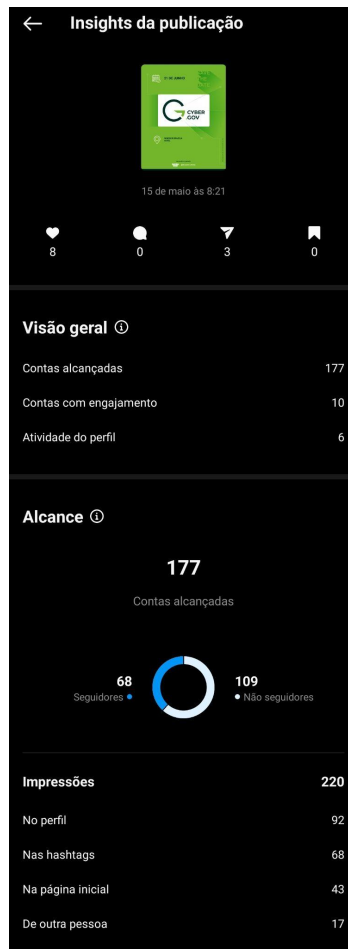 Insights da publicação
CYBER
.GOV
15 de maio às 8:21
8
0
3
0
Visão geral
Contas alcançadas 177
Contas com engajamento 10
Atividade do perfil 6
Alcance
177
Contas alcançadas
68
Seguidores
109
Não seguidores
Impressões 220
No perfil 92
Nas hashtags 68
Na página inicial 43
De outra pessoa 17